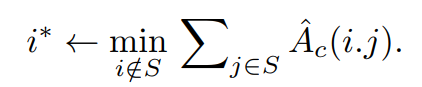 i* ← min_{i∉S} ∑_{j∈S} Â_c(i.j).